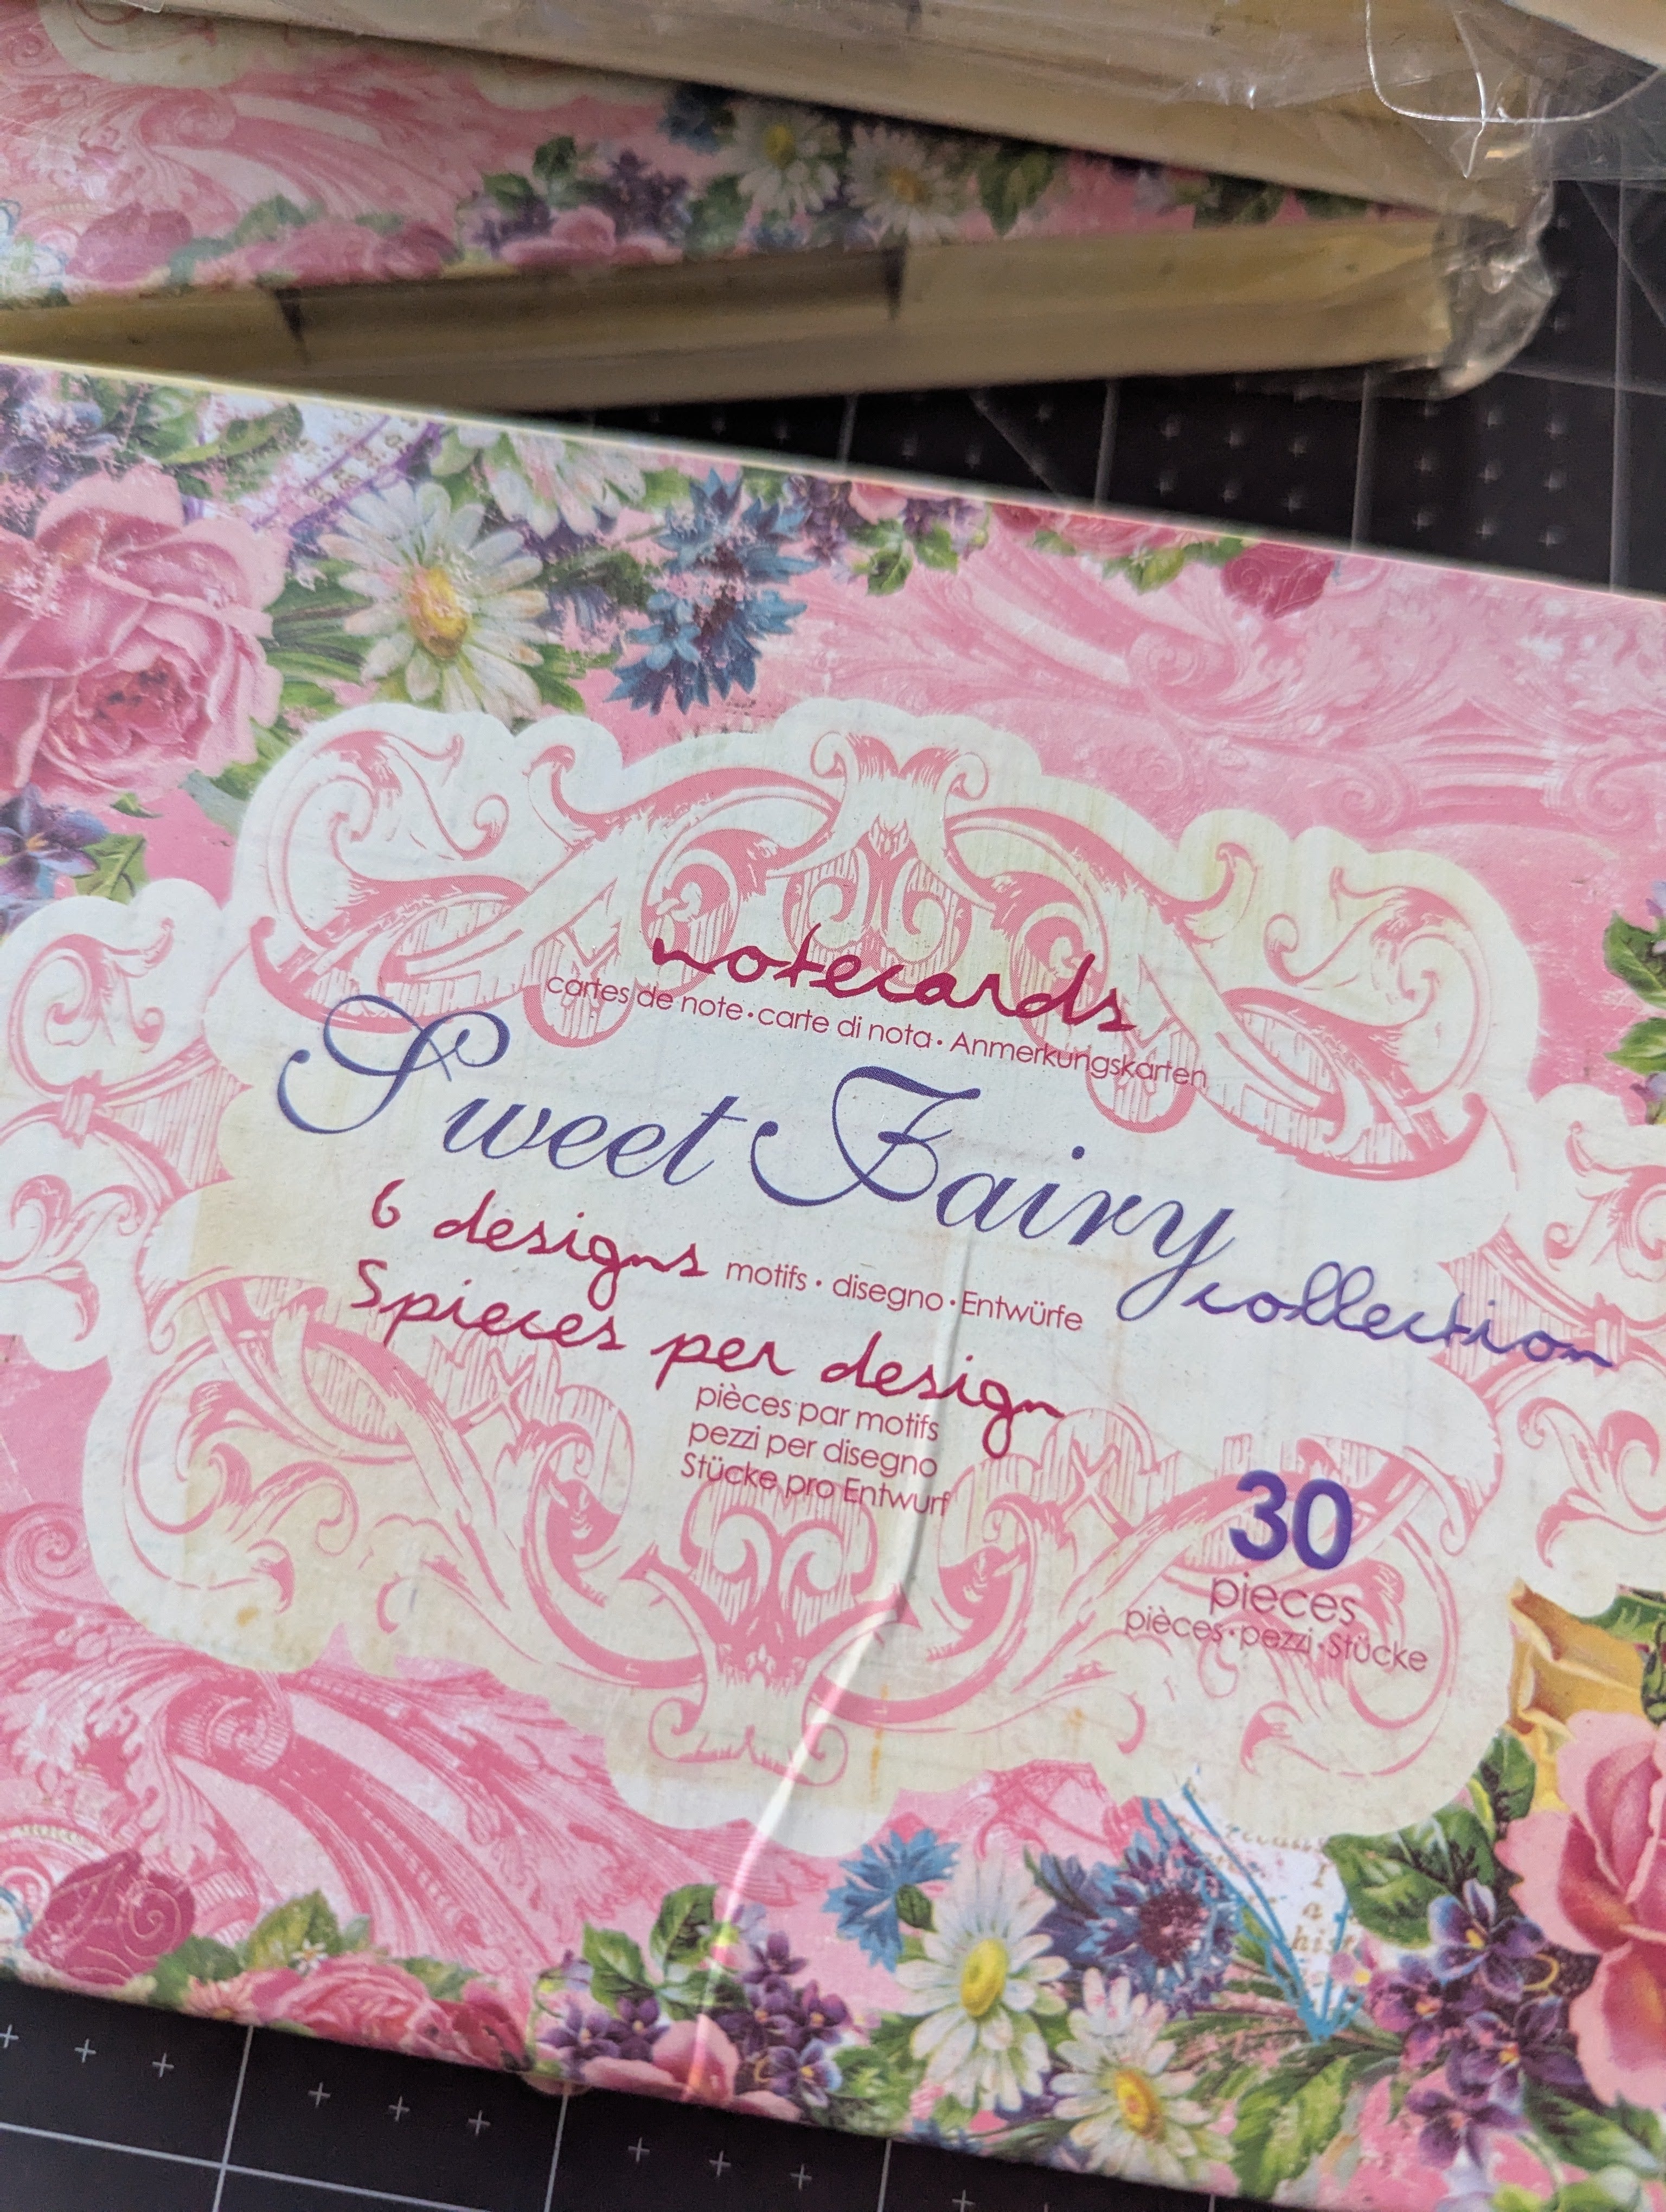 notecards
cartes de note • carte di nota • Anmerkungskarten
Sweet Fairy
collection
6 designs motifs • disegno • Entwürfe
5 pieces per design
pièces par motifs
pezzi per disegno
Stücke pro Entwurf
30
pieces
pièces • pezzi • Stücke